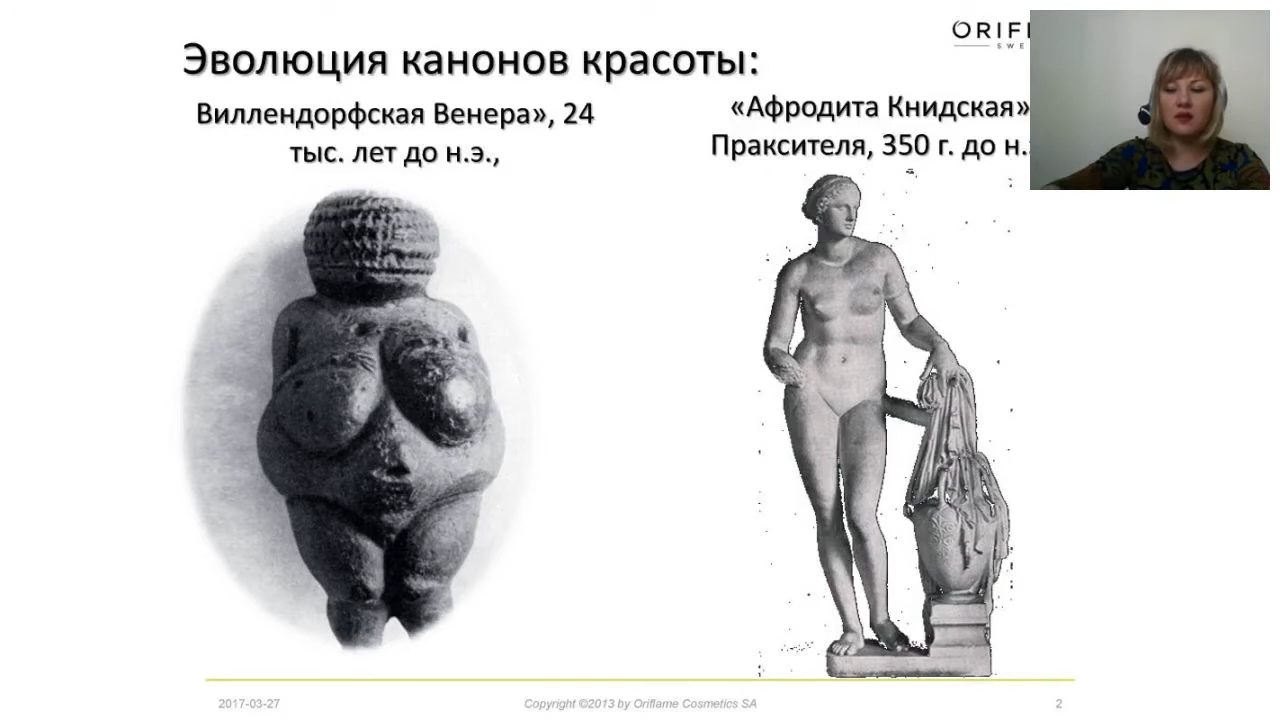 Эволюция канонов красоты:
Виллендорфская Венера», 24
тыс. лет до н.э.,
«Афродита Книдская»
Праксителя, 350 г. до н.
ORIF
SWE
2017-03-27
Copyright ©2013 by Oriflame Cosmetics SA
2